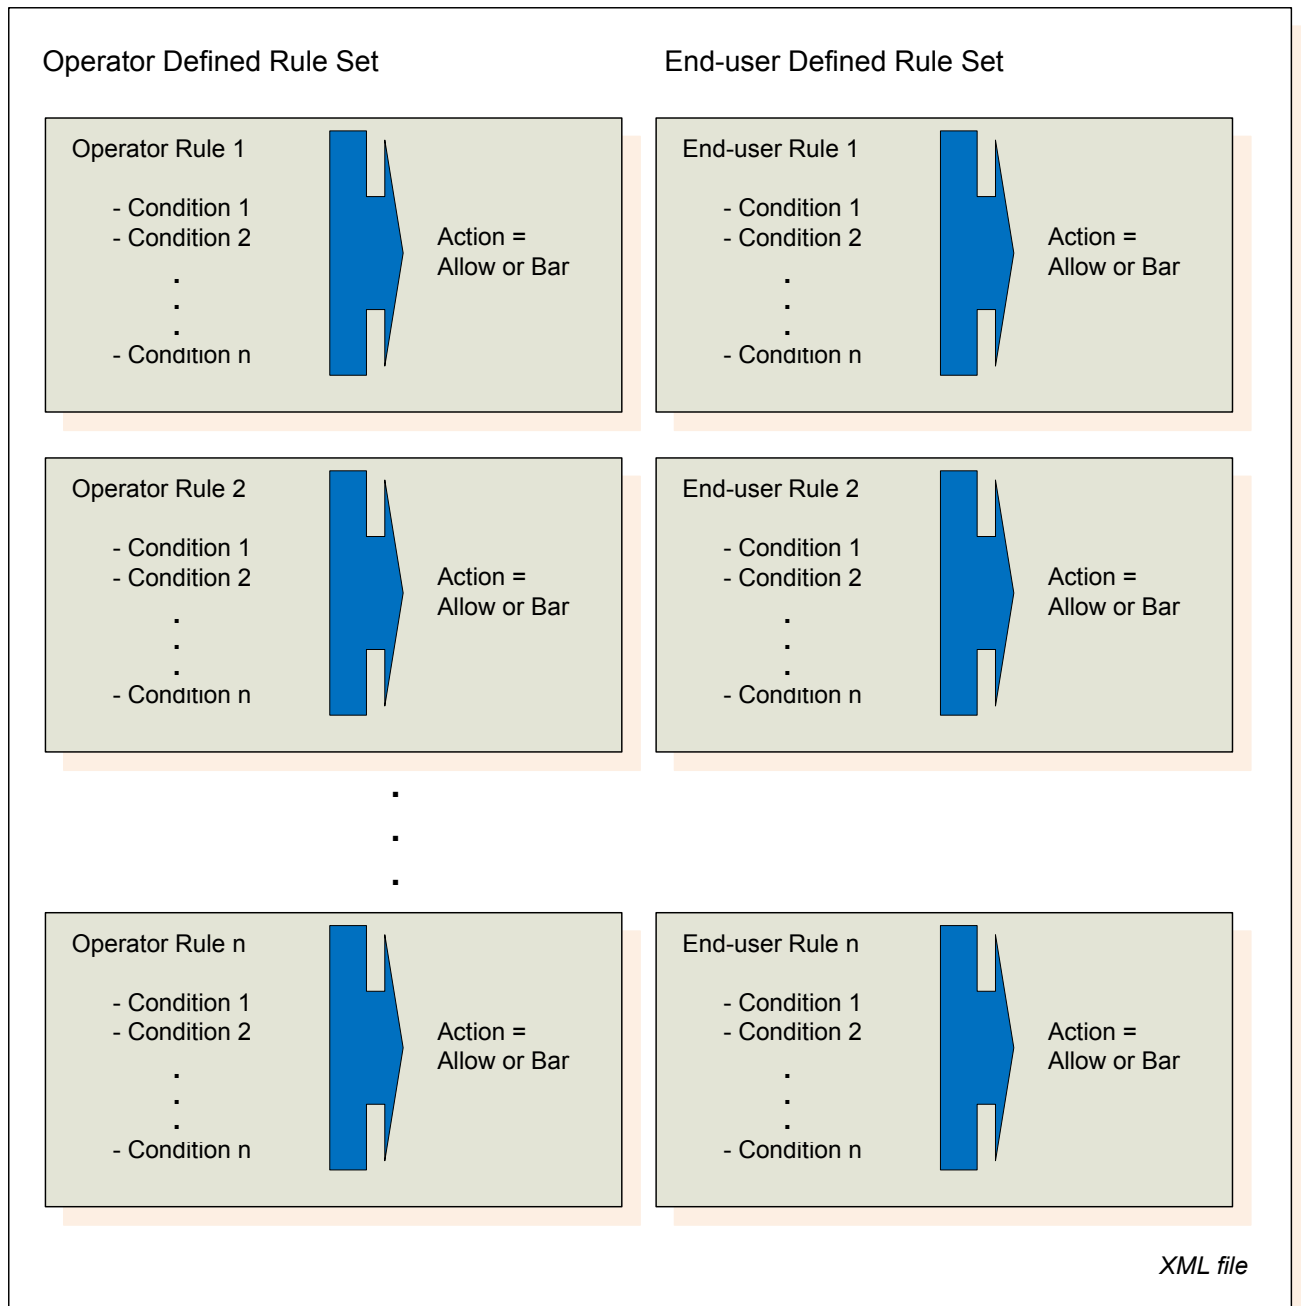 Operator Defined Rule Set
End-user Defined Rule Set
Operator Rule 1
- Condition 1
- Condition 2
.
.
.
- Condition n
Action =
Allow or Bar
End-user Rule 1
- Condition 1
- Condition 2
.
.
.
- Condition n
Action =
Allow or Bar
Operator Rule 2
- Condition 1
- Condition 2
.
.
.
- Condition n
Action =
Allow or Bar
End-user Rule 2
- Condition 1
- Condition 2
.
.
.
- Condition n
Action =
Allow or Bar
.
.
.
Operator Rule n
- Condition 1
- Condition 2
.
.
.
- Condition n
Action =
Allow or Bar
End-user Rule n
- Condition 1
- Condition 2
.
.
.
- Condition n
Action =
Allow or Bar
XML file